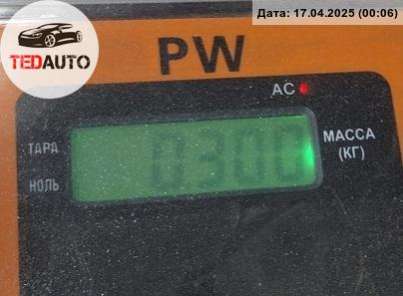 Дата: 17.04.2025 (00:06)
TEDAUTO
PW
AC
ТАРА
МАССА
(КГ)
НОЛЬ
0300